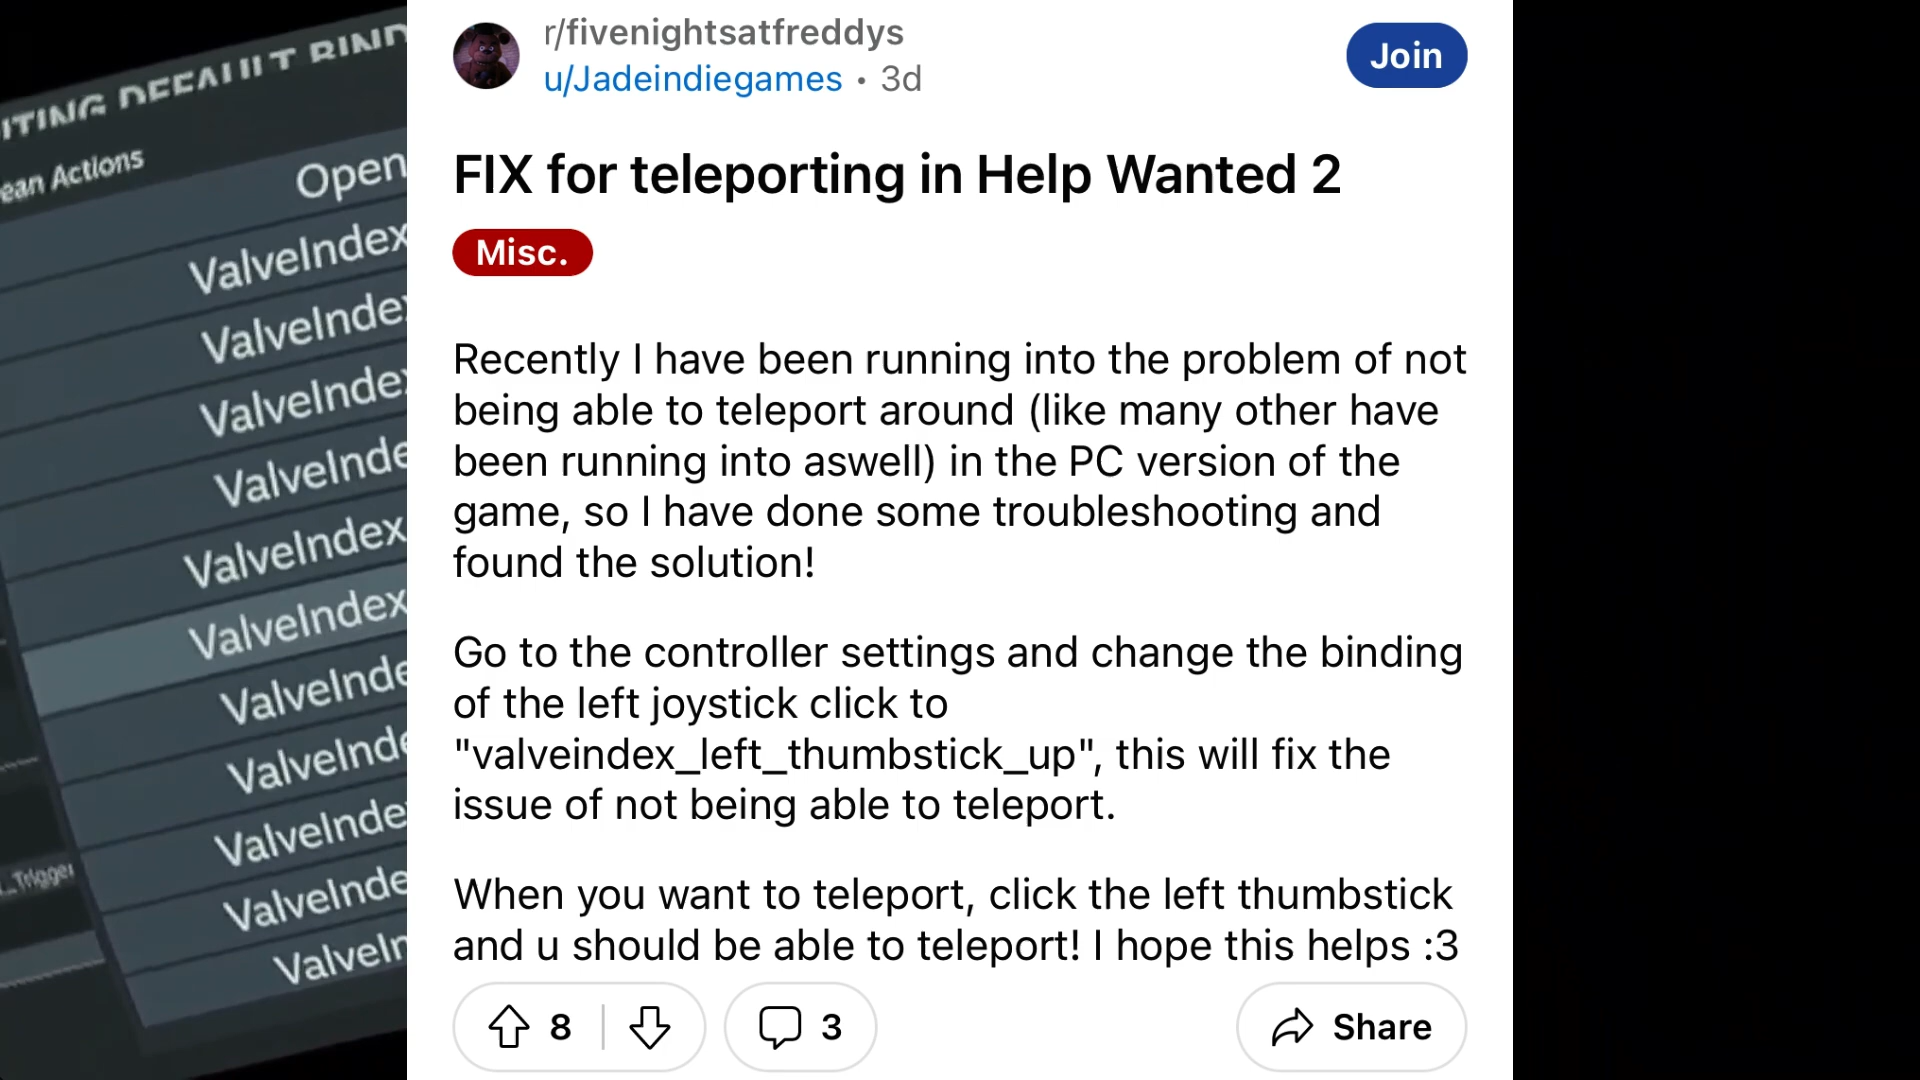 ITING DEFAULT BIND
ean Actions
Open
ValveIndex
ValveIndex
ValveIndex
ValveInde
ValveIndex
ValveIndex
ValveInde
ValveInde
ValveInde
ValveInde
ValveIn
_Trigger
r/fivenightsatfreddys
u/Jadeindiegames • 3d
Join
FIX for teleporting in Help Wanted 2
Misc.
Recently I have been running into the problem of not
being able to teleport around (like many other have
been running into aswell) in the PC version of the
game, so I have done some troubleshooting and
found the solution!
Go to the controller settings and change the binding
of the left joystick click to
"valveindex_left_thumbstick_up", this will fix the
issue of not being able to teleport.
When you want to teleport, click the left thumbstick
and u should be able to teleport! I hope this helps :3
8
3
Share